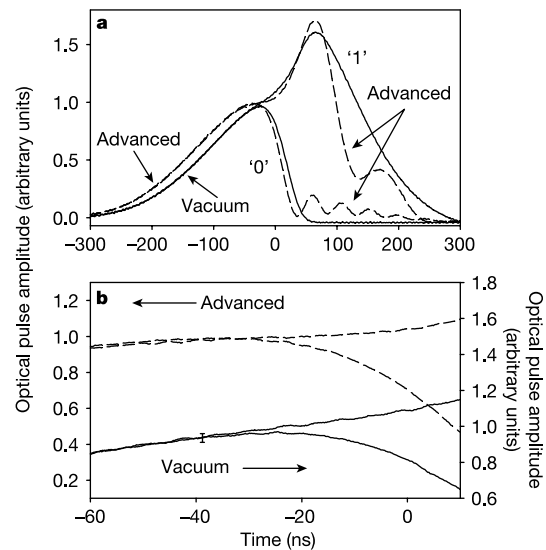 a
1.5
1.0
0.5
0.0
Advanced
Vacuum
'0'
'1'
Advanced
–300 –200 –100 0 100 200 300
Optical pulse amplitude (arbitrary units)
b
Advanced
Vacuum
1.2
1.0
0.8
0.6
0.4
0.2
1.8
1.6
1.4
1.2
1.0
0.8
0.6
Optical pulse amplitude
(arbitrary units)
–60 –40 –20 0
Time (ns)